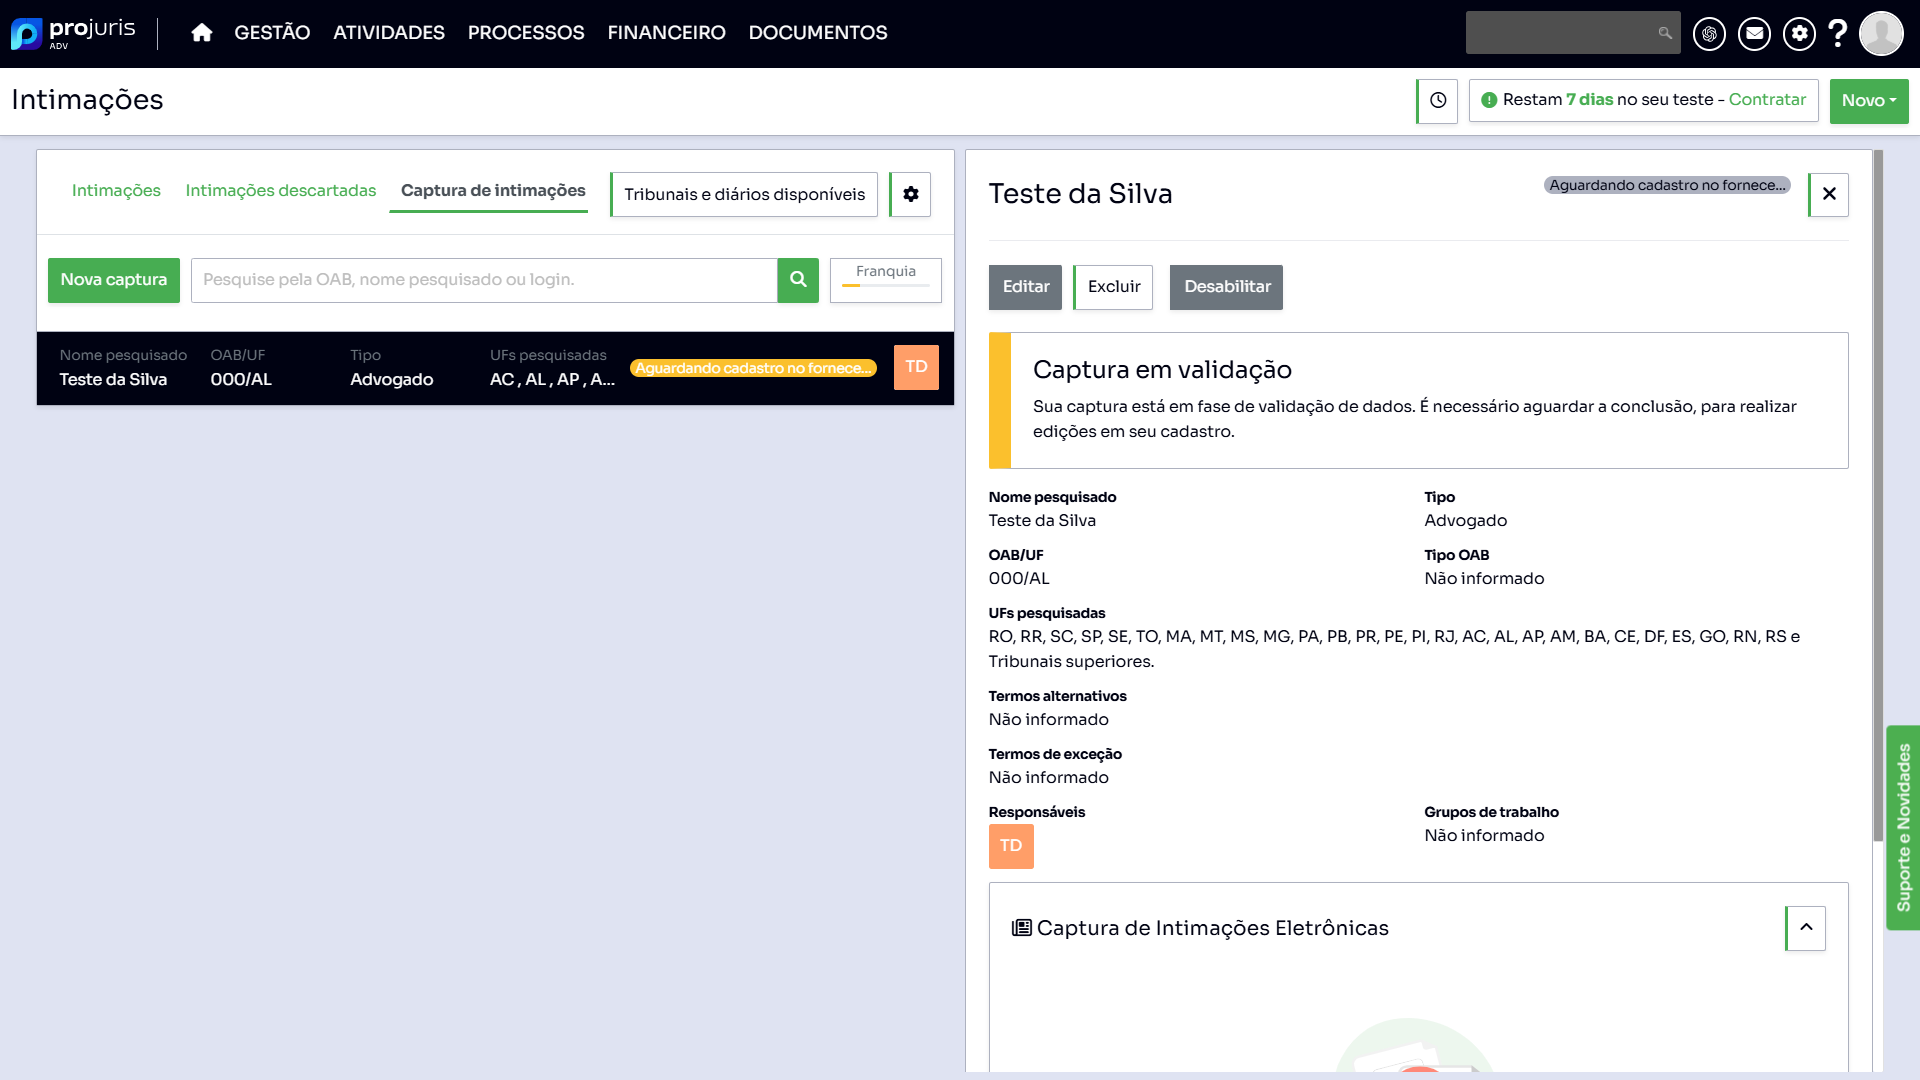 projuris
ADV
GESTÃO
ATIVIDADES
PROCESSOS
FINANCEIRO
DOCUMENTOS
?
Intimações
Restam 7 dias no seu teste - Contratar
Novo
Intimações
Intimações descartadas
Captura de intimações
Tribunais e diários disponíveis
Nova captura
Pesquise pela OAB, nome pesquisado ou login.
Franquia
Nome pesquisado
Teste da Silva
OAB/UF
000/AL
Tipo
Advogado
UFs pesquisadas
AC , AL , AP , A...
Aguardando cadastro no fornece...
TD
Teste da Silva
Aguardando cadastro no fornece...
Editar
Excluir
Desabilitar
Captura em validação
Sua captura está em fase de validação de dados. É necessário aguardar a conclusão, para realizar
edições em seu cadastro.
Nome pesquisado
Teste da Silva
Tipo
Advogado
OAB/UF
000/AL
Tipo OAB
Não informado
UFs pesquisadas
RO, RR, SC, SP, SE, TO, MA, MT, MS, MG, PA, PB, PR, PE, PI, RJ, AC, AL, AP, AM, BA, CE, DF, ES, GO, RN, RS e
Tribunais superiores.
Termos alternativos
Não informado
Termos de exceção
Não informado
Responsáveis
TD
Grupos de trabalho
Não informado
Captura de Intimações Eletrônicas
Suporte e Novidades